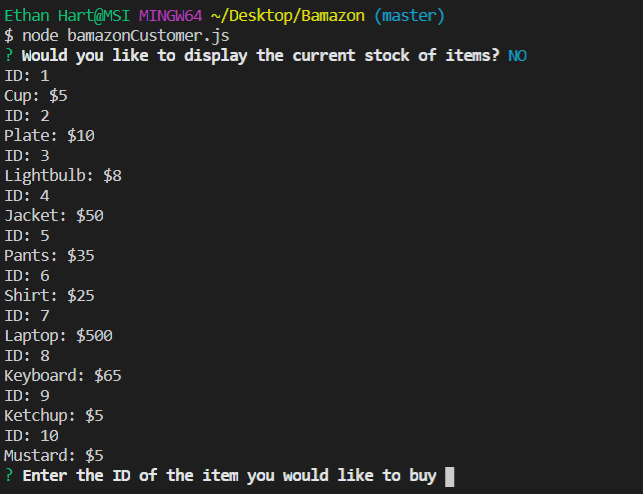 Ethan Hart@MSI MINGW64 ~/Desktop/Bamazon (master)
$ node bamazonCustomer.js
? Would you like to display the current stock of items? NO
ID: 1
Cup: $5
ID: 2
Plate: $10
ID: 3
Lightbulb: $8
ID: 4
Jacket: $50
ID: 5
Pants: $35
ID: 6
Shirt: $25
ID: 7
Laptop: $500
ID: 8
Keyboard: $65
ID: 9
Ketchup: $5
ID: 10
Mustard: $5
? Enter the ID of the item you would like to buy